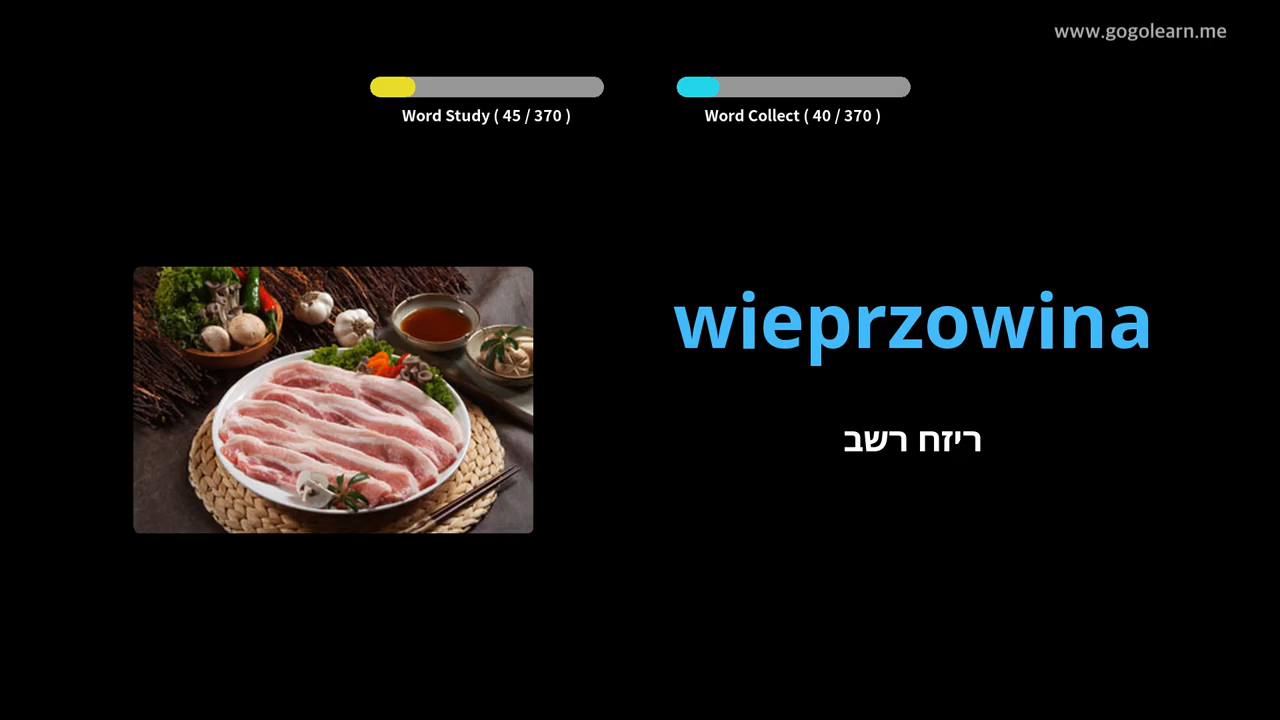 www.gogolearn.me
Word Study ( 45 / 370 )
Word Collect ( 40 / 370 )
wieprzowina
ריזח רשב